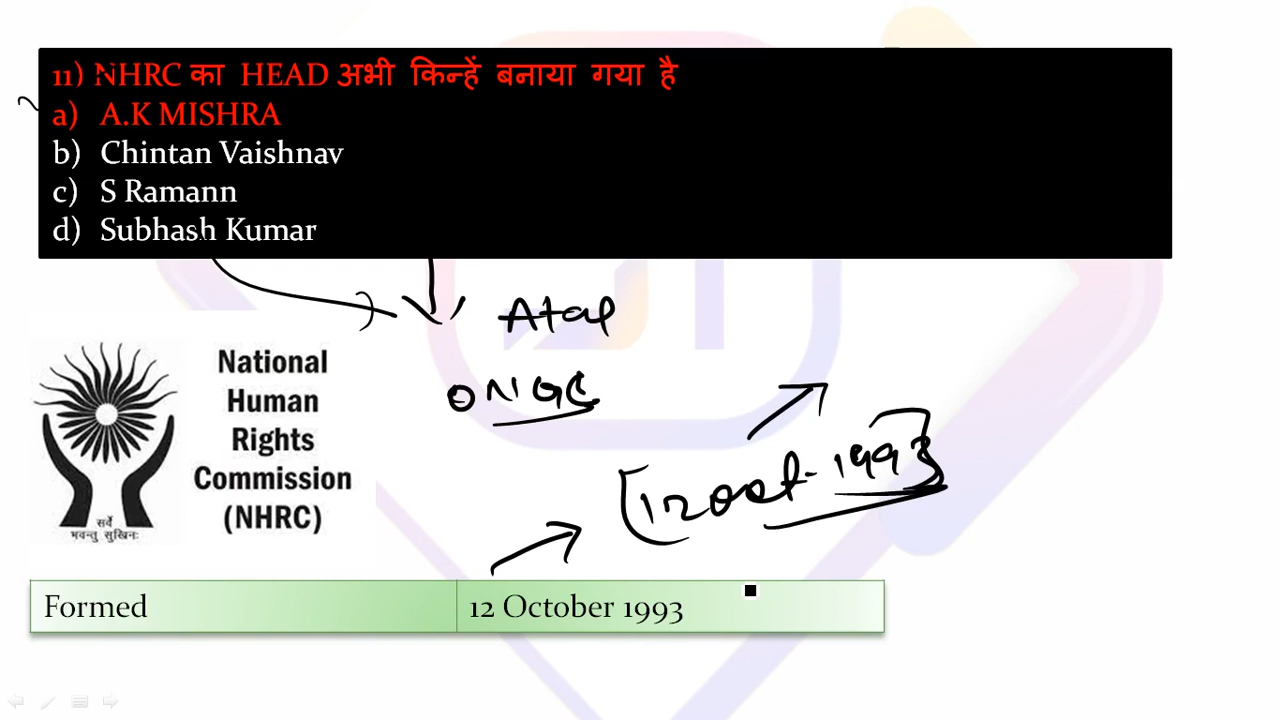 11) NHRC का HEAD अभी किन्हें बनाया गया है
a) A.K MISHRA
b) Chintan Vaishnav
c) S Ramann
d) Subhash Kumar
Atal
ONGC
12 Oct - 1993
National
Human
Rights
Commission
(NHRC)
सर्वे
भवन्तु सुखिनः
Formed 12 October 1993